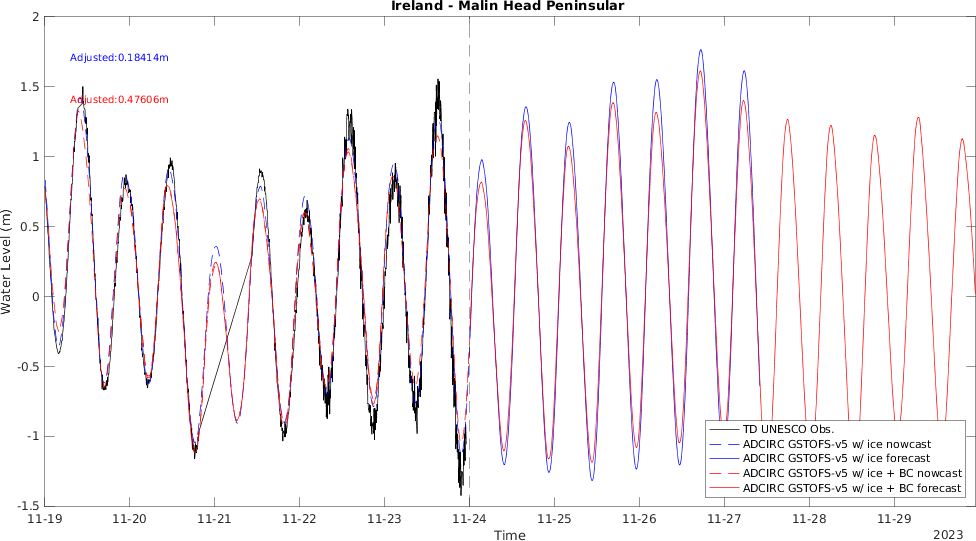 Ireland - Malin Head Peninsular
Adjusted:0.18414m
Adjusted:0.47606m
Water Level (m)
2
1.5
1
0.5
0
-0.5
-1
-1.5
11-19
11-20
11-21
11-22
11-23
11-24
11-25
11-26
11-27
11-28
11-29
Time
2023
TD UNESCO Obs.
ADCIRC GSTOFS-v5 w/ ice nowcast
ADCIRC GSTOFS-v5 w/ ice forecast
ADCIRC GSTOFS-v5 w/ ice + BC nowcast
ADCIRC GSTOFS-v5 w/ ice + BC forecast